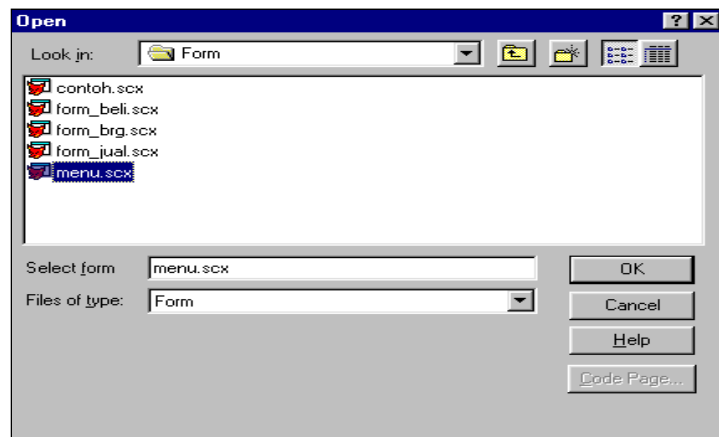 Open
Look in: Form
contoh.scx
form_beli.scx
form_brg.scx
form_jual.scx
menu.scx
Select form menu.scx OK
Files of type: Form Cancel
Help
Code Page...